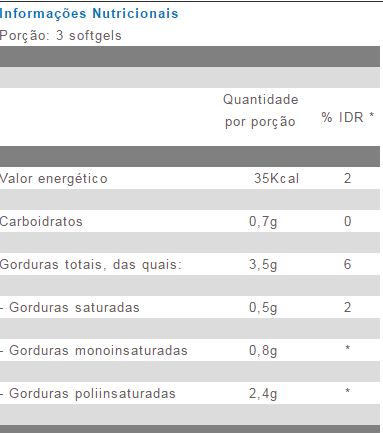 Informações Nutricionais
Porção: 3 softgels
Quantidade
por porção
% IDR *
Valor energético 35Kcal 2
Carboidratos 0,7g 0
Gorduras totais, das quais: 3,5g 6
- Gorduras saturadas 0,5g 2
- Gorduras monoinsaturadas 0,8g *
- Gorduras poliinsaturadas 2,4g *